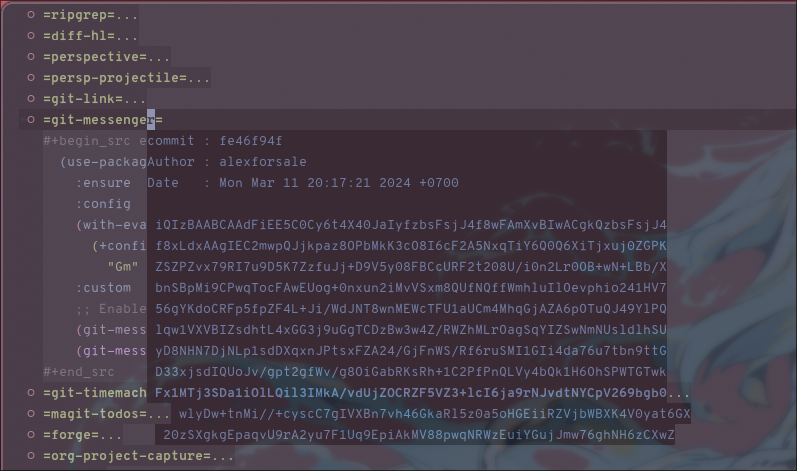 =ripgrep=...
=diff-hl=...
=perspective=...
=persp-projectile=...
=git-link=...
=git-messenger=
#+begin_src ecommit : fe46f94f
(use-packagAuthor : alexforsale
:ensure Date : Mon Mar 11 20:17:21 2024 +0700
:config
(with-eva iQIzBAABCAAdFiEE5C0Cy6t4X40JaIyfzbsFsjJ4f8wFAmXvBIwACgkQzbsFsjJ4
(+confi f8xLdxAAgIEC2mwpQJjkpaz8OPbMkK3cO8I6cF2A5NxqTiY6Q0Q6XiTjxuj0ZGPK
"Gm" ZSZPZvx79RI7u9D5K7ZzfuJj+D9V5y08FBCcURF2t208U/i0n2Lr0OB+wN+LBb/X
:custom bnSBpMi9CPwqTocFAwEUog+0nxun2iMvVSxm8QUfNQffWmhluIlOevphio241HV7
;; Enable 56gYKdoCRFp5fpZF4L+Ji/WdJNT8wnMEWcTFU1aUCm4MhqGjAZA6pOTuQJ49YlPQ
(git-mess lqw1VXVBIZsdhtL4xGG3j9uGgTCDzBw3w4Z/RWZhMLrOagSqYIZSwNmNUsldlhSU
(git-mess yD8NHN7DjNLp1sdDXqxnJPtsxFZA24/GjFnWS/Rf6ruSMI1GIi4da76u7tbn9ttG
#+end_src D33xjsdIQUoJv/gpt2gfWv/g8OiGabRKsRh+1C2PfPnQLVy4bQk1H6OhSPWTGTwk
=git-timemach Fx1MTj3SDa1iOlLQil3IMkA/vdUjZOCRZF5VZ3+lcI6ja9rNJvdtNYCpV269bgb0...
=magit-todos=... wlyDw+tnMi//+cyscC7gIVXBn7vh46GkaRl5z0a5oHGEiiRZVjbWBXK4V0yat6GX
=forge=... 20zSXgkgEpaqvU9rA2yu7F1Uq9EpiAkMV88pwqNRWzEuiYGujJmw76ghNH6zCXwZ
=org-project-capture=...